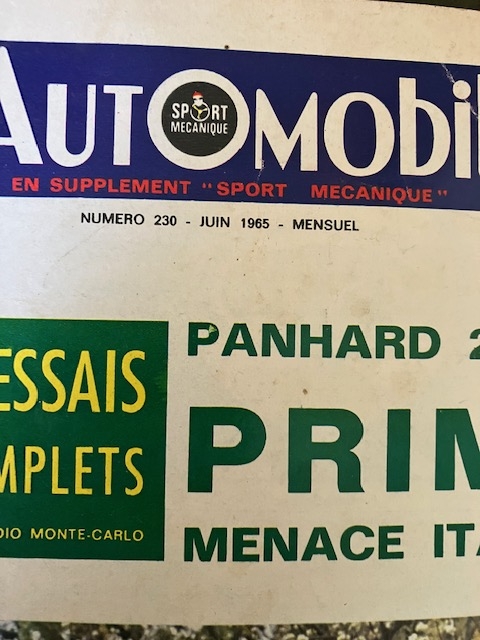 AUTOMobil
SPORT
MECANIQUE
EN SUPPLEMENT "SPORT MECANIQUE"
NUMERO 230 - JUIN 1965 - MENSUEL
ESSAIS
MPLETS
DIO MONTE-CARLO
PANHARD 2
PRIM
MENACE ITA